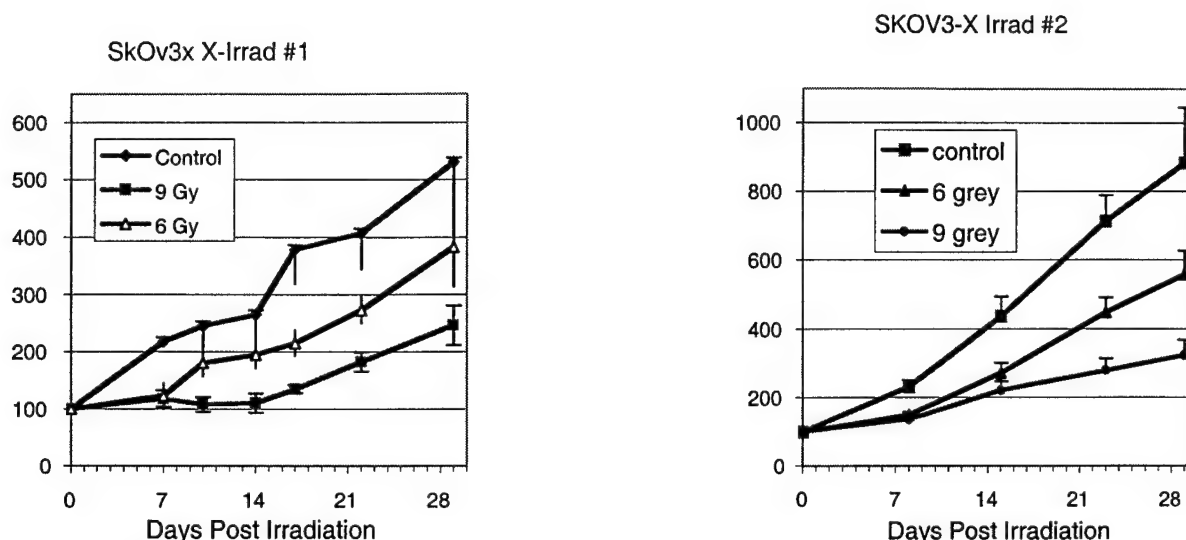 SkOv3x X-Irrad #1
600
500
400
300
200
100
0
Control
9 Gy
6 Gy
0 7 14 21 28
Days Post Irradiation
SKOV3-X Irrad #2
1000
800
600
400
200
0
control
6 grey
9 grey
0 7 14 21 28
Days Post Irradiation